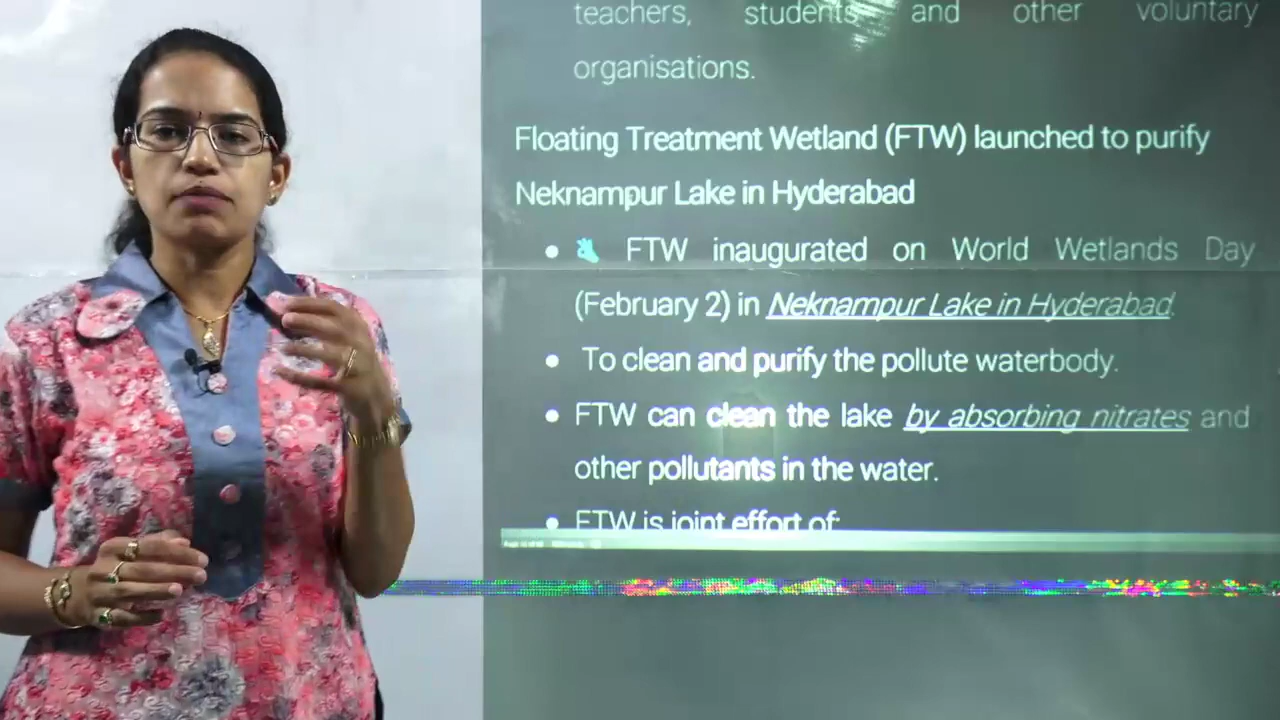 teachers, students and other voluntary
organisations.
Floating Treatment Wetland (FTW) launched to purify
Neknampur Lake in Hyderabad
• FTW inaugurated on World Wetlands Day
(February 2) in Neknampur Lake in Hyderabad.
• To clean and purify the pollute waterbody.
• FTW can clean the lake by absorbing nitrates and
other pollutants in the water.
• FTW is joint effort of: